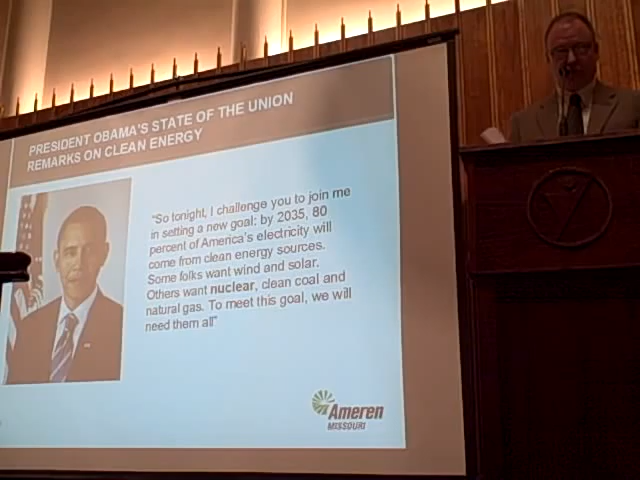 PRESIDENT OBAMA'S STATE OF THE UNION
REMARKS ON CLEAN ENERGY
"So tonight, I challenge you to join me
in setting a new goal: by 2035, 80
percent of America's electricity will
come from clean energy sources.
Some folks want wind and solar.
Others want nuclear, clean coal and
natural gas. To meet this goal, we will
need them all"
Ameren
MISSOURI